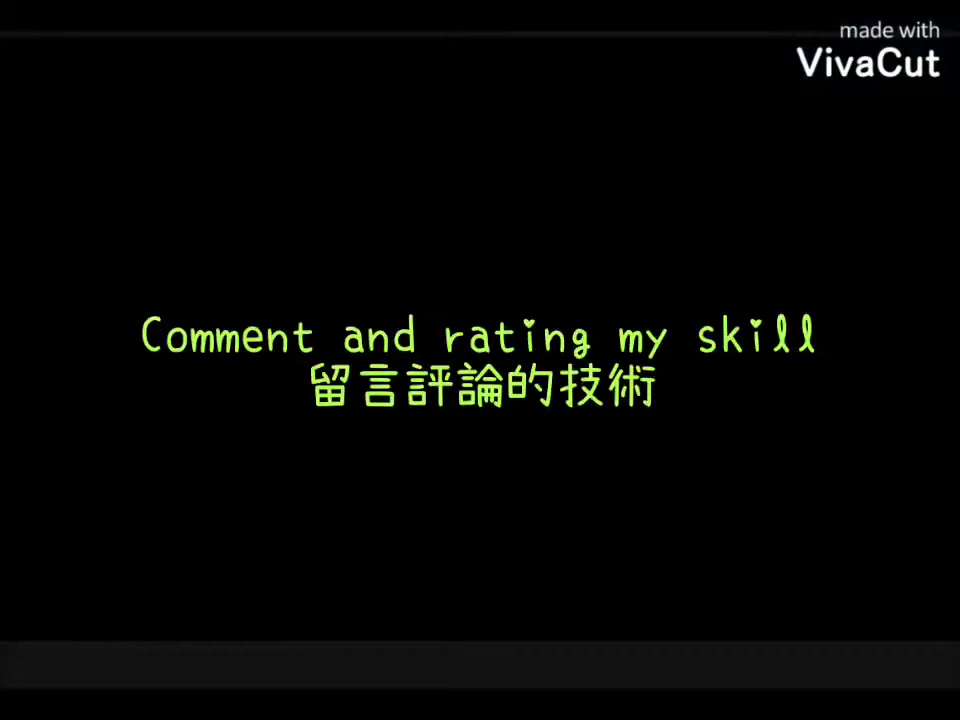 made with
VivaCut
Comment and rating my skill
留言評論的技術